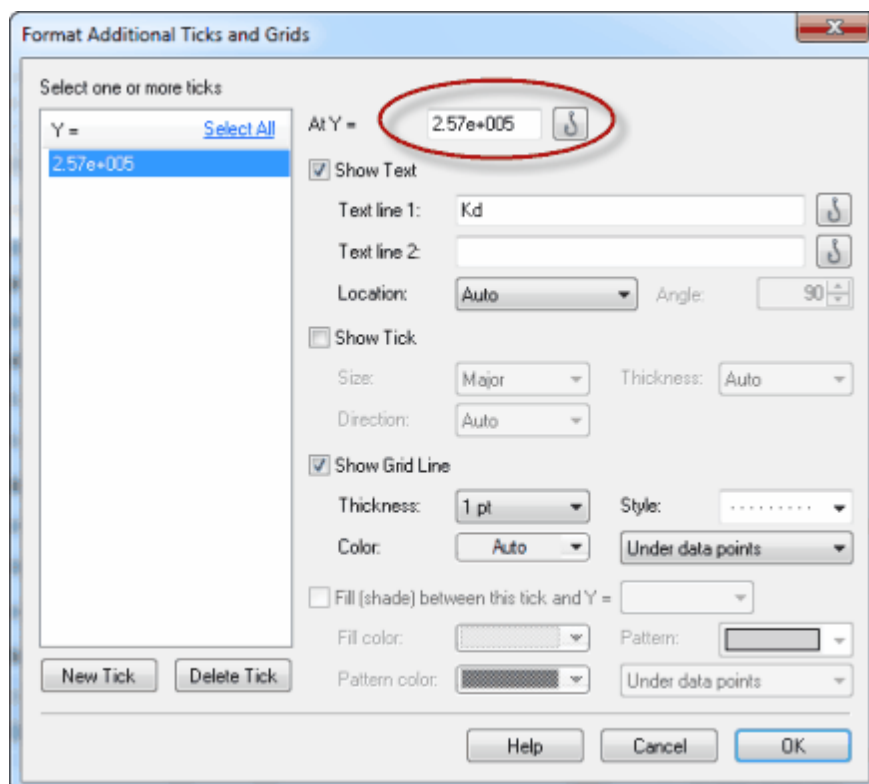 Format Additional Ticks and Grids
Select one or more ticks
Y = Select All
2.57e+005
At Y = 2.57e+005
Show Text
Text line 1: Kd
Text line 2:
Location: Auto Angle: 90
Show Tick
Size: Major Thickness: Auto
Direction: Auto
Show Grid Line
Thickness: 1 pt Style:
Color: Auto Under data points
Fill (shade) between this tick and Y =
Fill color: Pattern:
Pattern color: Under data points
New Tick Delete Tick
Help Cancel OK